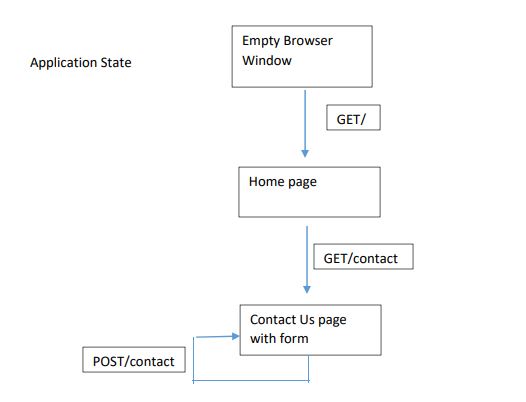 Empty Browser
Window
Application State
GET/
Home page
GET/contact
Contact Us page
with form
POST/contact